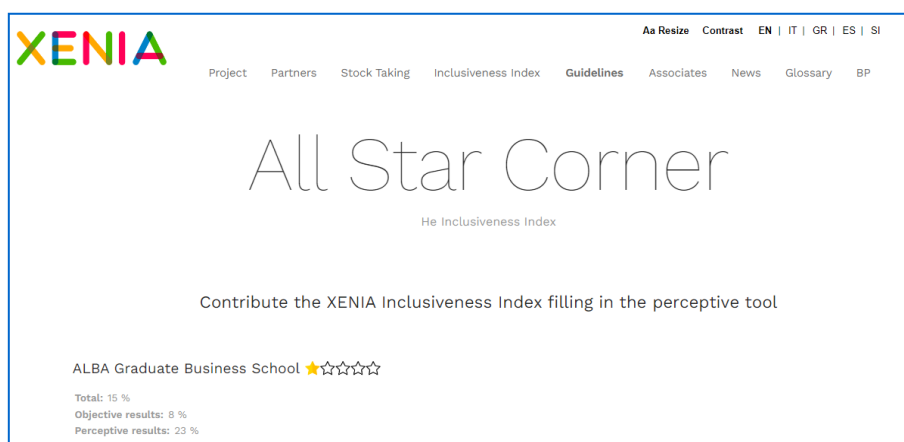 XENIA
Aa Resize Contrast EN | IT | GR | ES | SI
Project Partners Stock Taking Inclusiveness Index Guidelines Associates News Glossary BP
All Star Corner
He Inclusiveness Index
Contribute the XENIA Inclusiveness Index filling in the perceptive tool
ALBA Graduate Business School
Total: 15 %
Objective results: 8 %
Perceptive results: 23 %